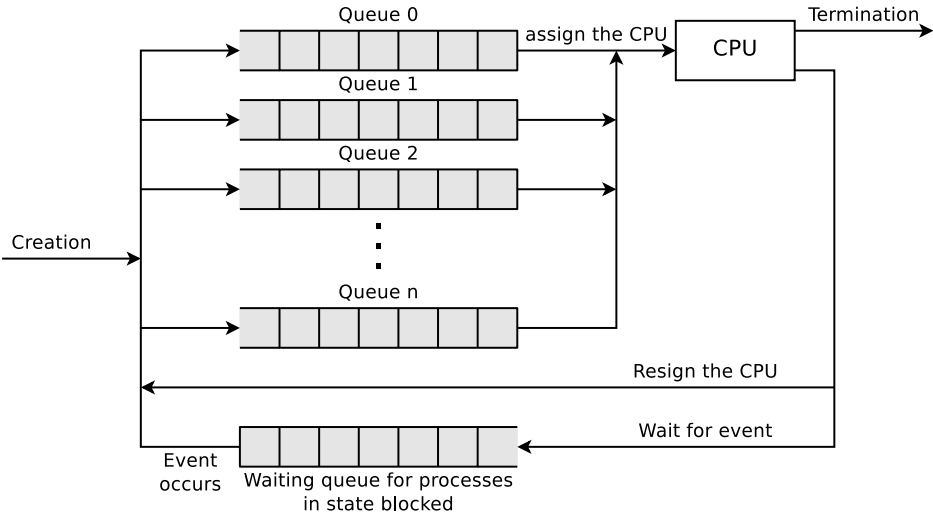 Queue 0
Termination
assign the CPU
CPU
Queue 1
Queue 2
Creation
Queue n
Resign the CPU
Wait for event
Event
occurs
Waiting queue for processes
in state blocked